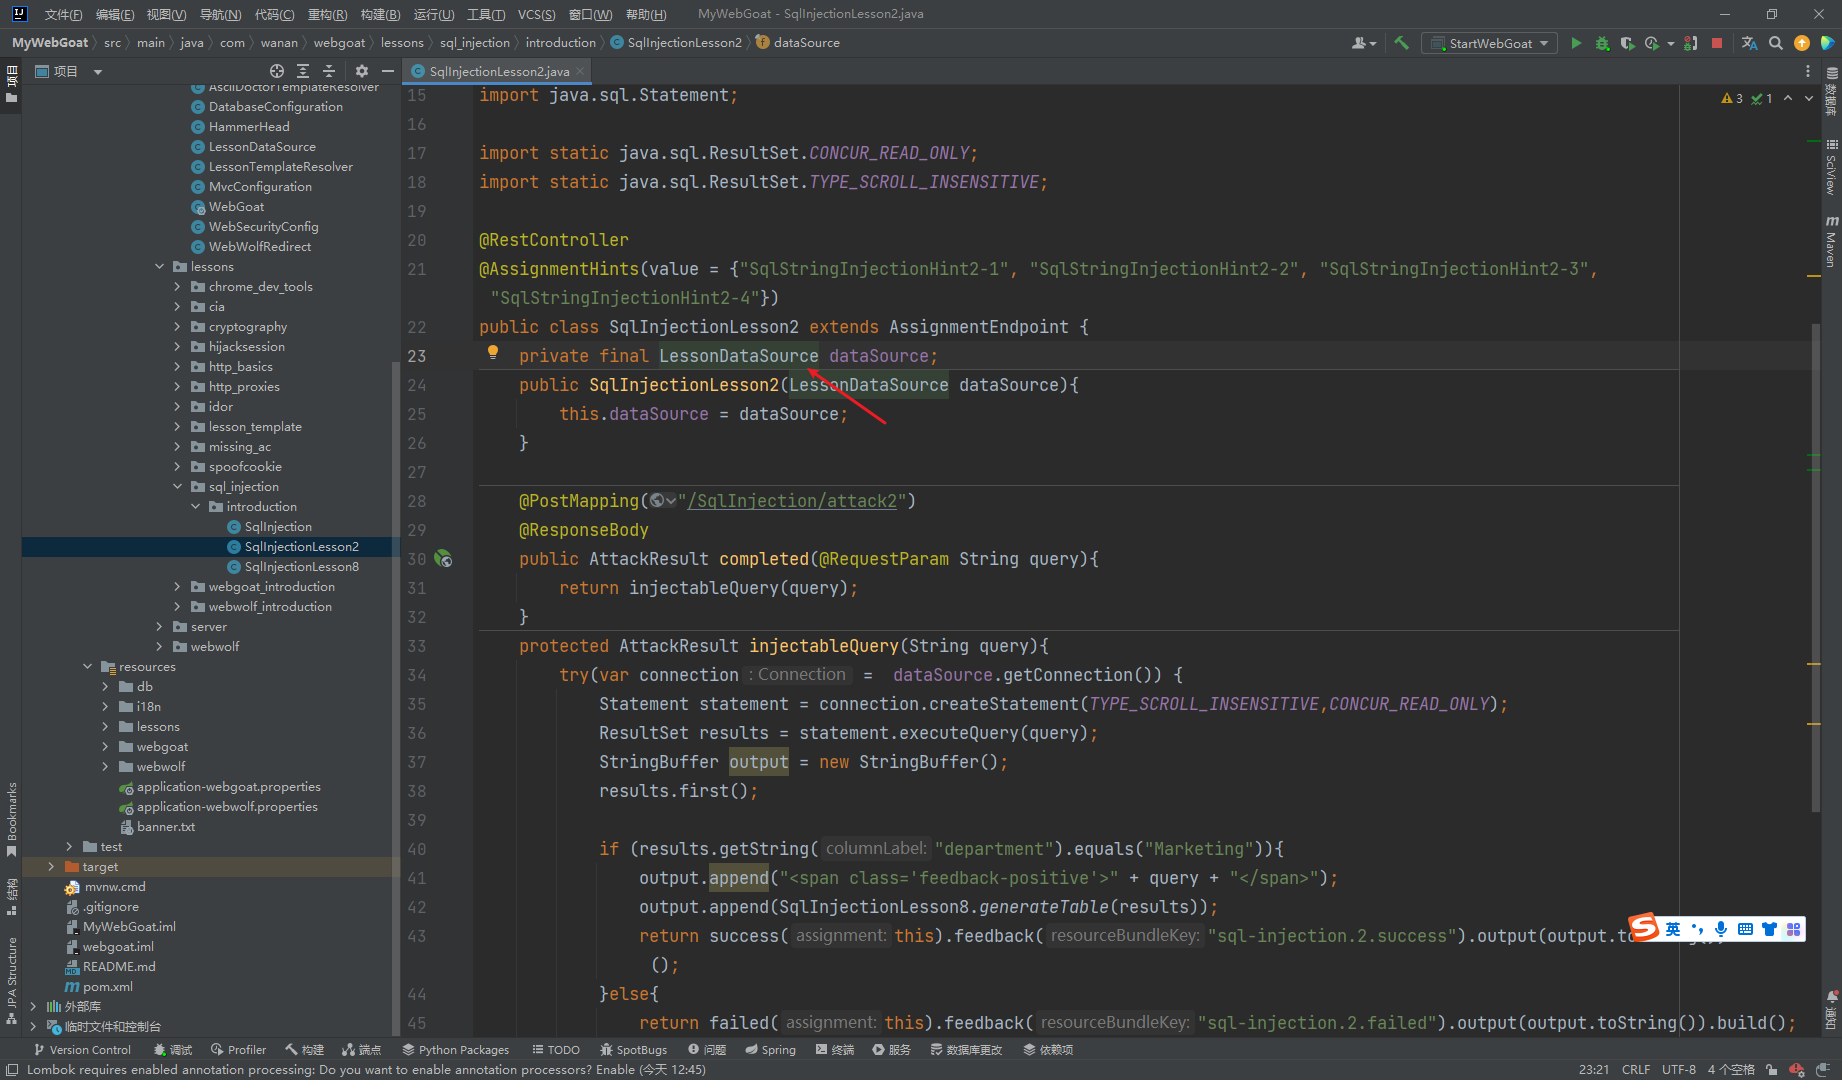 文件(F) 编辑(E) 视图(V) 导航(N) 代码(C) 重构(R) 构建(B) 运行(U) 工具(T) VCS(S) 窗口(W) 帮助(H) MyWebGoat - SqlInjectionLesson2.java
MyWebGoat src main java com wanan webgoat lessons sql_injection introduction SqlInjectionLesson2 dataSource StartWebGoat
项目
项目
SqlInjectionLesson2.java
AsciiDoctorTemplateResolver
DatabaseConfiguration
HammerHead
LessonDataSource
LessonTemplateResolver
MvcConfiguration
WebGoat
WebSecurityConfig
WebWolfRedirect
lessons
chrome_dev_tools
cia
cryptography
hijacksession
http_basics
http_proxies
idor
lesson_template
missing_ac
spoofcookie
sql_injection
introduction
SqlInjection
SqlInjectionLesson2
SqlInjectionLesson8
webgoat_introduction
webwolf_introduction
server
webwolf
resources
db
i18n
lessons
webgoat
webwolf
application-webgoat.properties
application-webwolf.properties
banner.txt
test
target
mvnw.cmd
.gitignore
MyWebGoat.iml
webgoat.iml
README.md
pom.xml
外部库
临时文件和控制台
Bookmarks
结构
JPA Structure
15 import java.sql.Statement;
16
17 import static java.sql.ResultSet.CONCUR_READ_ONLY;
18 import static java.sql.ResultSet.TYPE_SCROLL_INSENSITIVE;
19
20 @RestController
21 @AssignmentHints(value = {"SqlStringInjectionHint2-1", "SqlStringInjectionHint2-2", "SqlStringInjectionHint2-3",
"SqlStringInjectionHint2-4"})
22 public class SqlInjectionLesson2 extends AssignmentEndpoint {
23 private final LessonDataSource dataSource;
24 public SqlInjectionLesson2(LessonDataSource dataSource){
25 this.dataSource = dataSource;
26 }
27
28 @PostMapping("/SqlInjection/attack2")
29 @ResponseBody
30 public AttackResult completed(@RequestParam String query){
31 return injectableQuery(query);
32 }
33 protected AttackResult injectableQuery(String query){
34 try(var connection : Connection = dataSource.getConnection()) {
35 Statement statement = connection.createStatement(TYPE_SCROLL_INSENSITIVE,CONCUR_READ_ONLY);
36 ResultSet results = statement.executeQuery(query);
37 StringBuffer output = new StringBuffer();
38 results.first();
39
40 if (results.getString( columnLabel: "department").equals("Marketing")){
41 output.append("<span class='feedback-positive'>" + query + "</span>");
42 output.append(SqlInjectionLesson8.generateTable(results));
43 return success( assignment: this).feedback( resourceBundleKey: "sql-injection.2.success").output(output.to
();
44 }else{
45 return failed( assignment: this).feedback( resourceBundleKey: "sql-injection.2.failed").output(output.toString()).build();
3 1
数据库
SciView
m Maven
通知
英
Version Control 调试 Profiler 构建 端点 Python Packages TODO SpotBugs 问题 Spring 终端 服务 数据库更改 依赖项
Lombok requires enabled annotation processing: Do you want to enable annotation processors? Enable (今天 12:45) 23:21 CRLF UTF-8 4 个空格